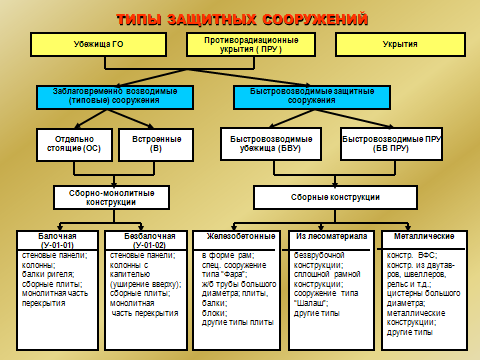 ТИПЫ ЗАЩИТНЫХ СООРУЖЕНИЙ
Убежища ГО
Противорадиационные
укрытия ( ПРУ )
Укрытия
Заблаговременно возводимые
(типовые) сооружения
Быстровозводимые защитные
сооружения
Отдельно
стоящие (ОС)
Встроенные
(В)
Быстровозводимые
убежища (БВУ)
Быстровозводимые ПРУ
(БВ ПРУ)
Сборно-монолитные
конструкции
Сборные конструкции
Балочная
(У-01-01)
стеновые панели;
колонны;
балки ригеля;
сборные плиты;
монолитная часть
перекрытия
Безбалочная
(У-01-02)
стеновые панели;
колонны с
капителью
(уширение вверху);
сборные плиты;
монолитная
часть перекрытия
Железобетонные
в форме рам;
спец. сооружение
типа "Фара";
ж/б трубы большого
диаметра; плиты,
балки;
блоки;
другие типы плиты
Из лесоматериала
безврубочной
конструкции;
сплошной рамной
конструкции;
сооружение типа
"Шалаш";
другие типы
Металлические
констр. ВФС;
констр. из двутав-
ров, швеллеров,
рельс и т.д.;
цистерны большого
диаметра;
металлические
конструкции;
другие типы